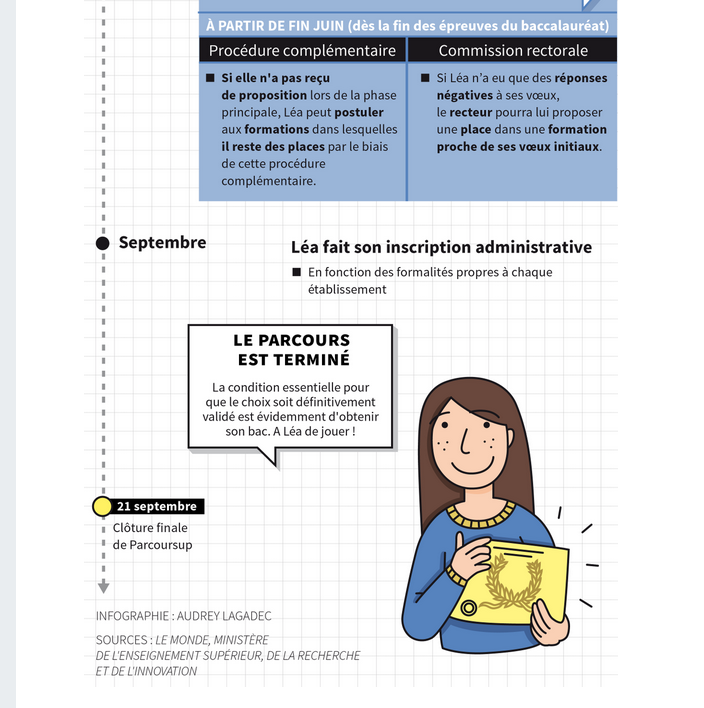 À PARTIR DE FIN JUIN (dès la fin des épreuves du baccalauréat)
Procédure complémentaire
■ Si elle n'a pas reçu
de proposition lors de la phase
principale, Léa peut postuler
aux formations dans lesquelles
il reste des places par le biais
de cette procédure
complémentaire.
Commission rectorale
■ Si Léa n'a eu que des réponses
négatives à ses vœux,
le recteur pourra lui proposer
une place dans une formation
proche de ses vœux initiaux.
Septembre
Léa fait son inscription administrative
■ En fonction des formalités propres à chaque
établissement
LE PARCOURS
EST TERMINÉ
La condition essentielle pour
que le choix soit définitivement
validé est évidemment d'obtenir
son bac. A Léa de jouer !
21 septembre
Clôture finale
de Parcoursup
INFOGRAPHIE : AUDREY LAGADEC
SOURCES : LE MONDE, MINISTÈRE
DE L'ENSEIGNEMENT SUPÉRIEUR, DE LA RECHERCHE
ET DE L'INNOVATION